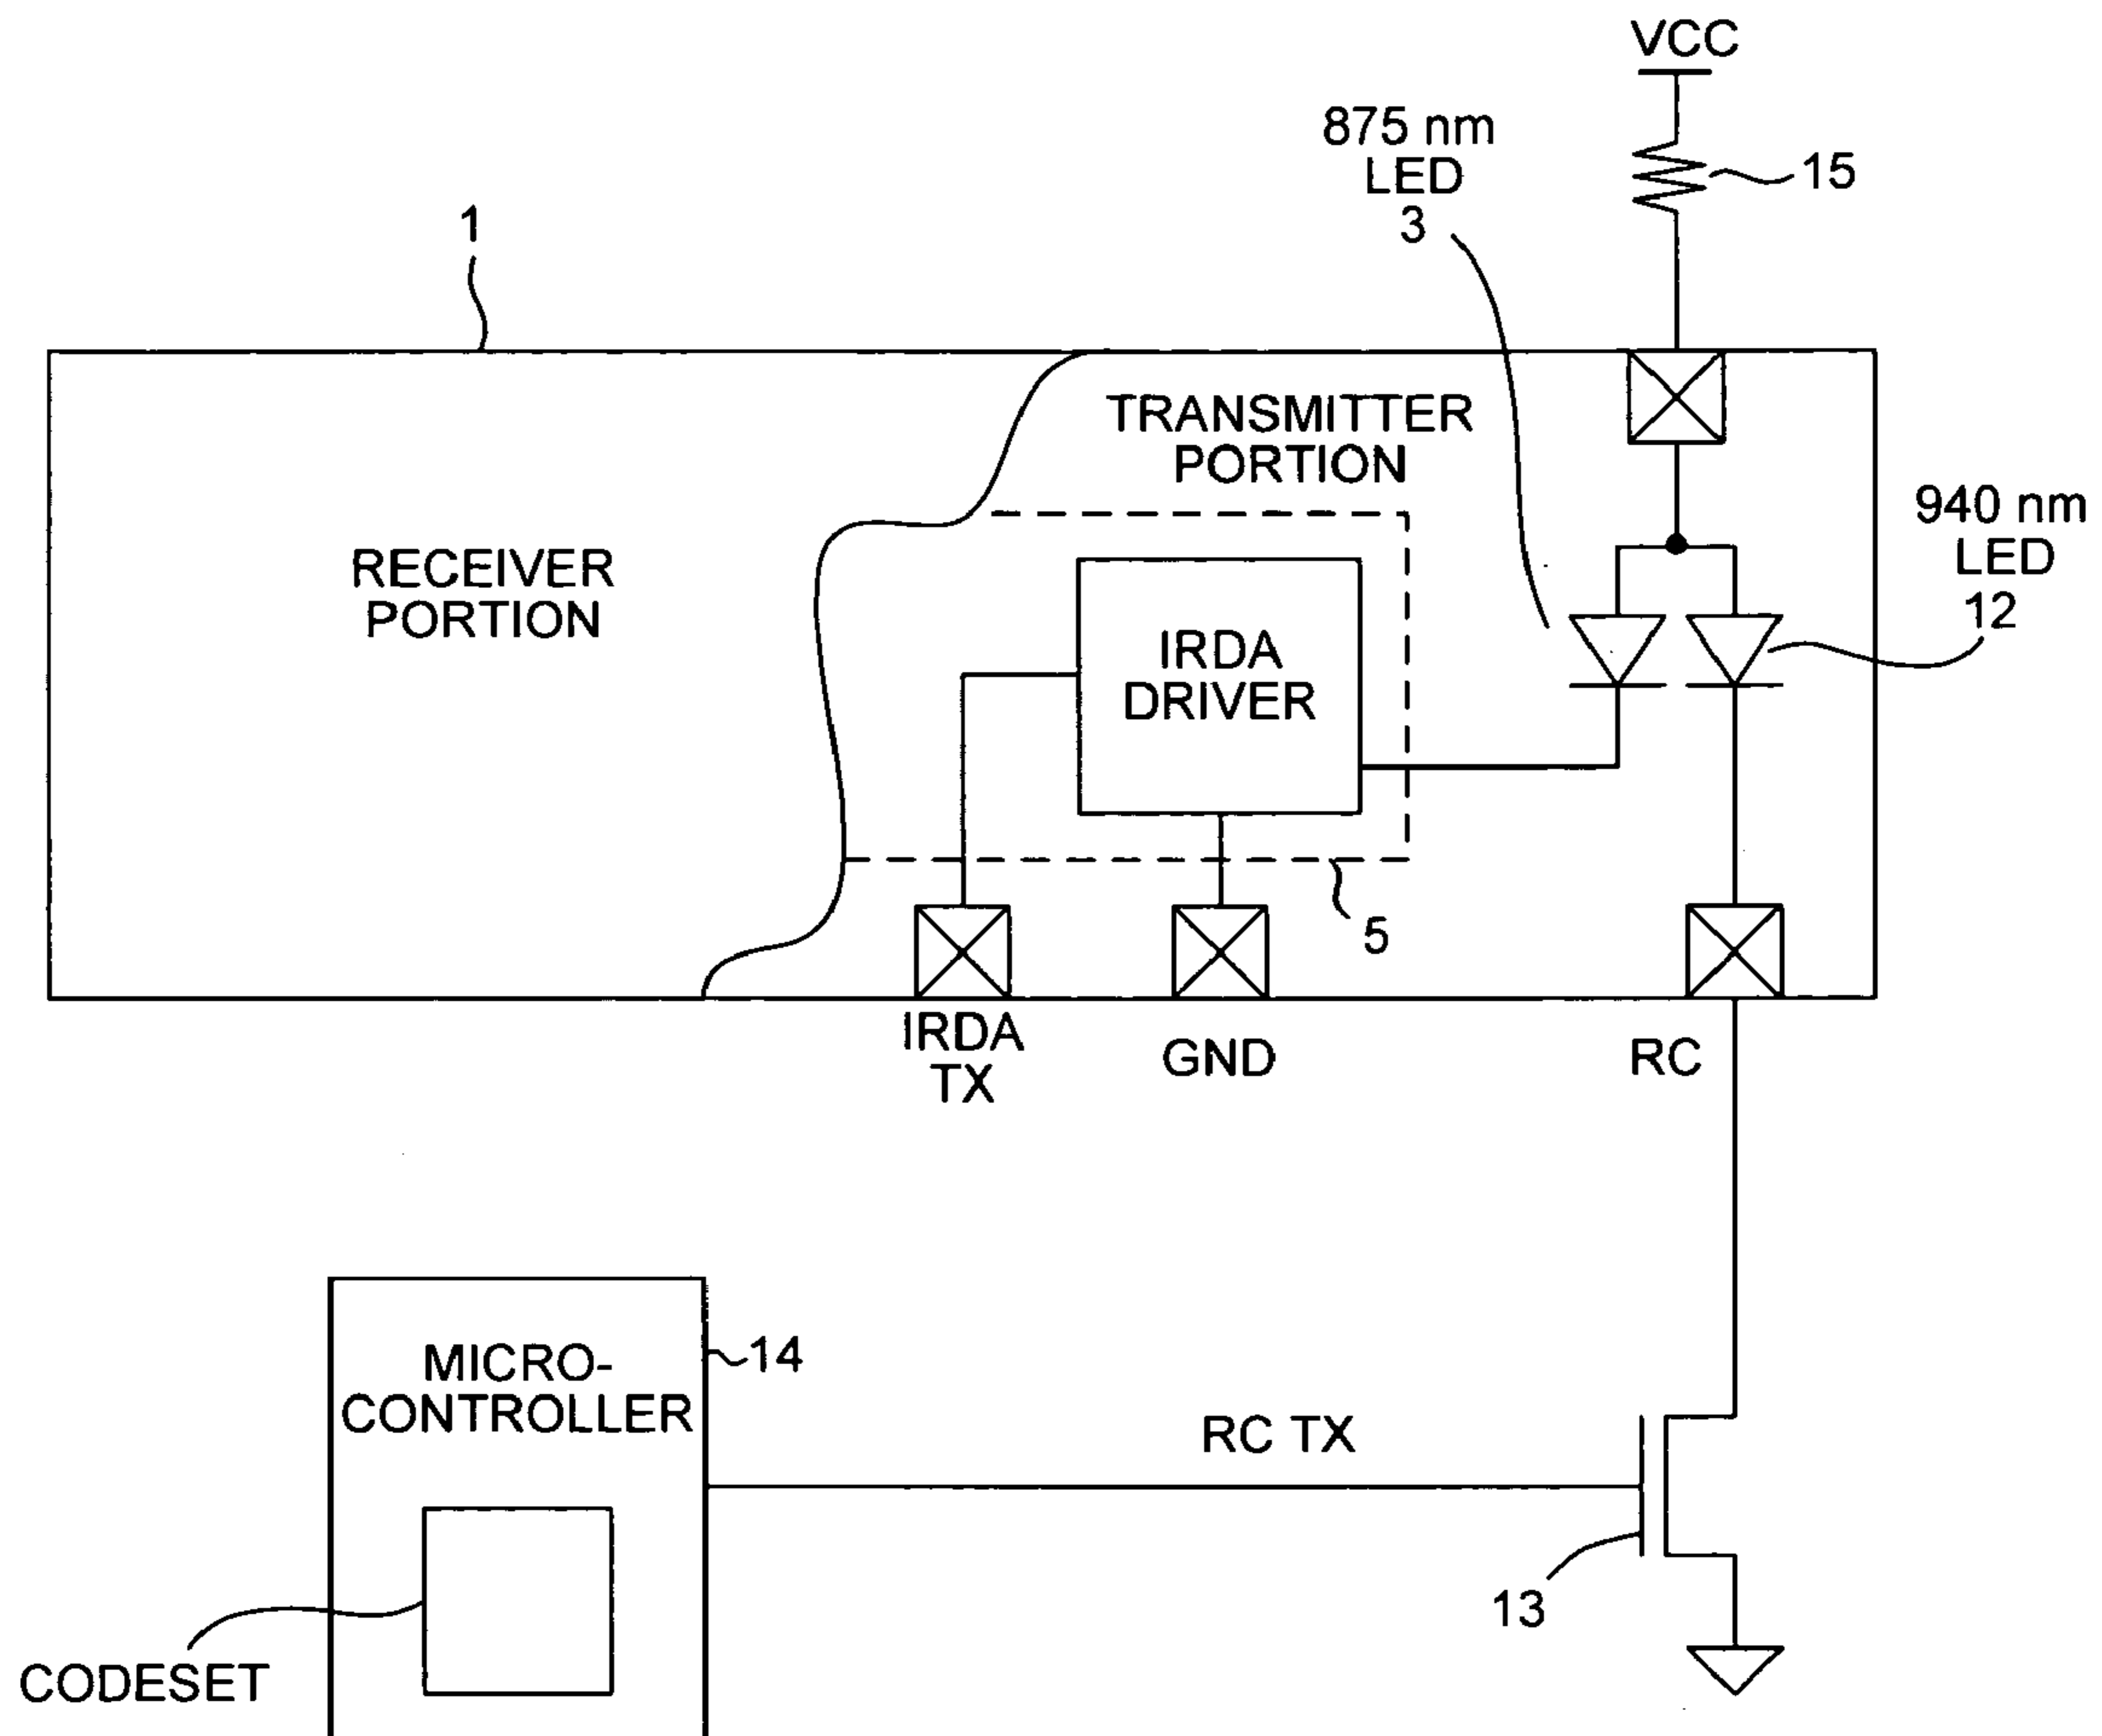 VCC
875 nm
LED
3
15
1
TRANSMITTER
PORTION
940 nm
LED
12
RECEIVER
PORTION
IRDA
DRIVER
5
IRDA
TX
GND
RC
MICRO-
CONTROLLER
14
RC TX
13
CODESET